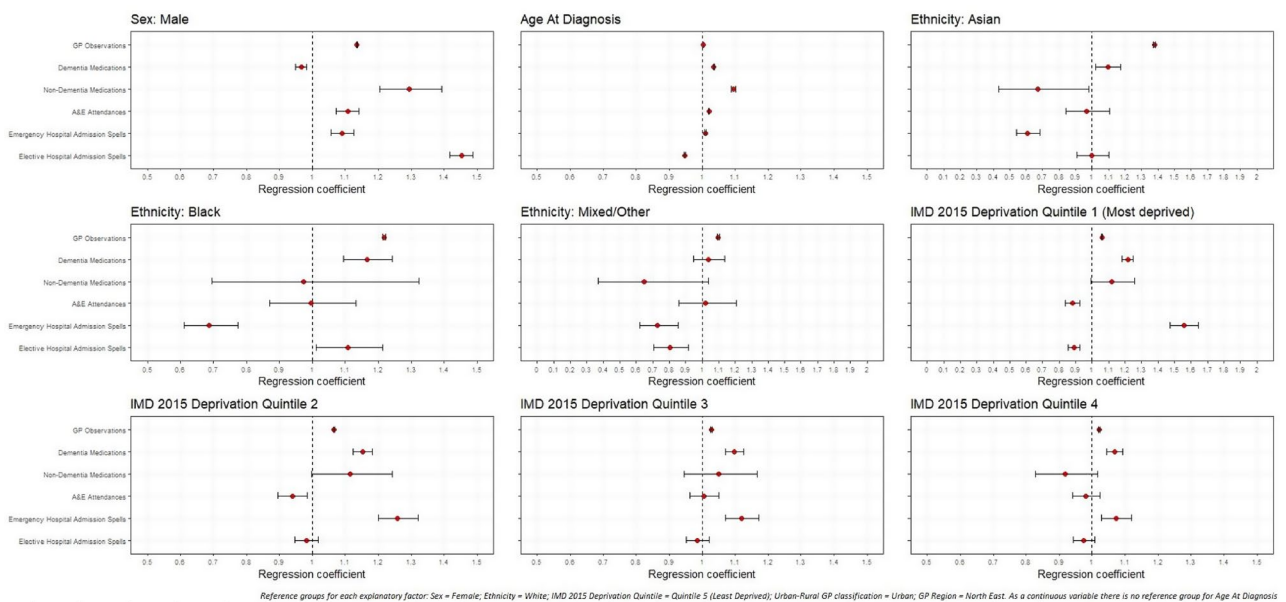 Sex: Male
GP Observations
Dementia Medications
Non-Dementia Medications
A&E Attendances
Emergency Hospital Admission Spells
Elective Hospital Admission Spells
0.5 0.6 0.7 0.8 0.9 1 1.1 1.2 1.3 1.4 1.5
Regression coefficient
Age At Diagnosis
0.5 0.6 0.7 0.8 0.9 1 1.1 1.2 1.3 1.4 1.5
Regression coefficient
Ethnicity: Asian
0 0.1 0.2 0.3 0.4 0.5 0.6 0.7 0.8 0.9 1 1.1 1.2 1.3 1.4 1.5 1.6 1.7 1.8 1.9 2
Regression coefficient
Ethnicity: Black
GP Observations
Dementia Medications
Non-Dementia Medications
A&E Attendances
Emergency Hospital Admission Spells
Elective Hospital Admission Spells
0.5 0.6 0.7 0.8 0.9 1 1.1 1.2 1.3 1.4 1.5
Regression coefficient
Ethnicity: Mixed/Other
0 0.1 0.2 0.3 0.4 0.5 0.6 0.7 0.8 0.9 1 1.1 1.2 1.3 1.4 1.5 1.6 1.7 1.8 1.9 2
Regression coefficient
IMD 2015 Deprivation Quintile 1 (Most deprived)
0 0.1 0.2 0.3 0.4 0.5 0.6 0.7 0.8 0.9 1 1.1 1.2 1.3 1.4 1.5 1.6 1.7 1.8 1.9 2
Regression coefficient
IMD 2015 Deprivation Quintile 2
GP Observations
Dementia Medications
Non-Dementia Medications
A&E Attendances
Emergency Hospital Admission Spells
Elective Hospital Admission Spells
0.5 0.6 0.7 0.8 0.9 1 1.1 1.2 1.3 1.4 1.5
Regression coefficient
IMD 2015 Deprivation Quintile 3
0.5 0.6 0.7 0.8 0.9 1 1.1 1.2 1.3 1.4 1.5
Regression coefficient
IMD 2015 Deprivation Quintile 4
0.5 0.6 0.7 0.8 0.9 1 1.1 1.2 1.3 1.4 1.5
Regression coefficient
Reference groups for each explanatory factor: Sex = Female; Ethnicity = White; IMD 2015 Deprivation Quintile = Quintile 5 (Least Deprived); Urban-Rural GP classification = Urban; GP Region = North East. As a continuous variable there is no reference group for Age At Diagnosis